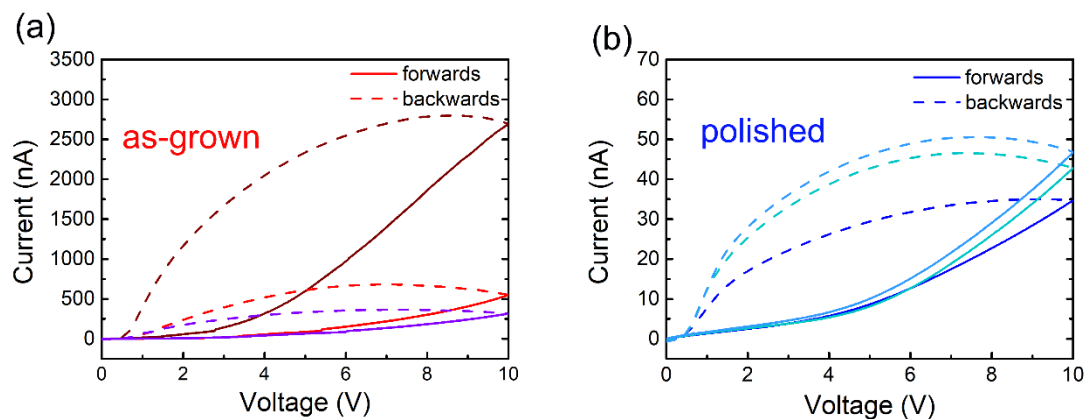 (a)
3500
3000
2500
2000
1750
1500
500
0
Current (nA)
forwards
backwards
as-grown
0 2 4 6 8 10
Voltage (V)
(b)
70
60
50
40
30
20
10
0
Current (nA)
forwards
backwards
polished
0 2 4 6 8 10
Voltage (V)